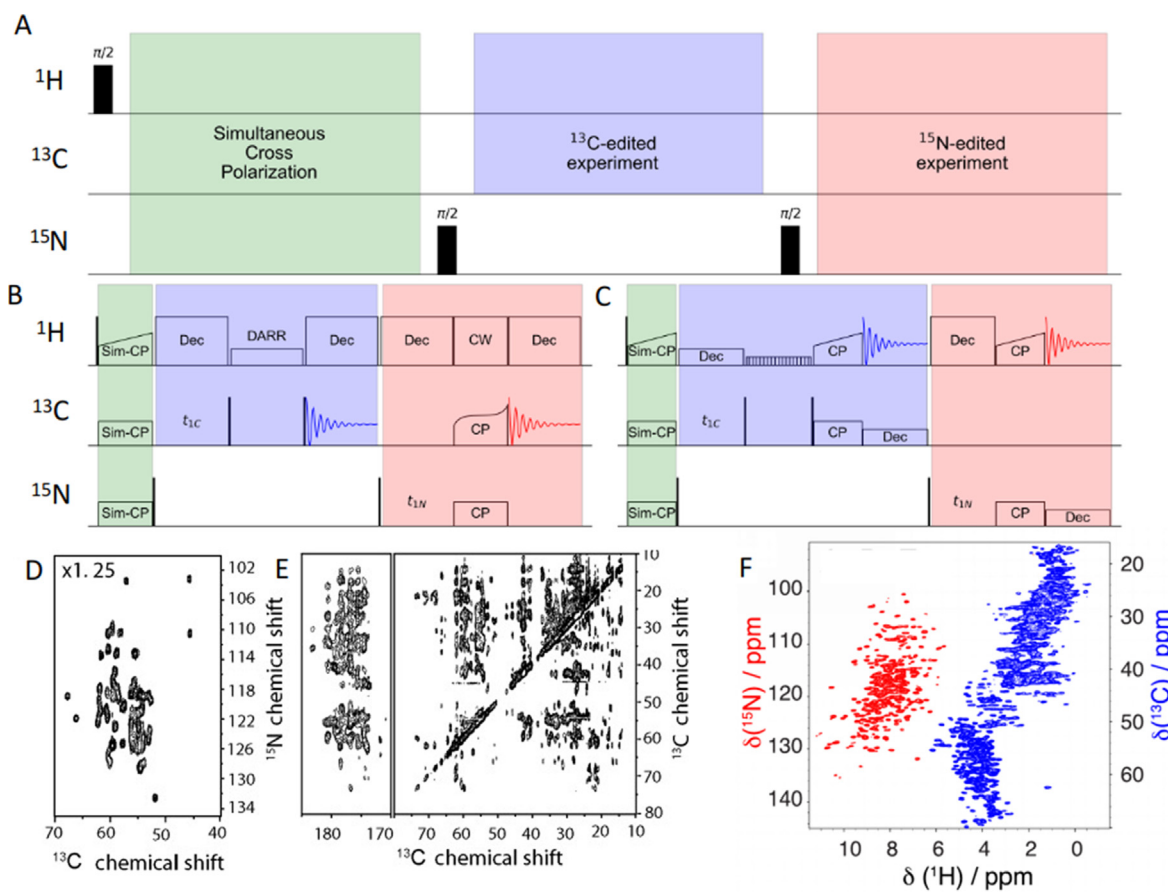 A
π/2
¹H
¹³C
¹⁵N
Simultaneous
Cross
Polarization
¹³C-edited
experiment
¹⁵N-edited
experiment
π/2
π/2
B
¹H
Sim-CP
Dec
DARR
Dec
Dec
CW
Dec
¹³C
Sim-CP
t1C
CP
¹⁵N
Sim-CP
t1N
CP
C
Sim-CP
Dec
CP
Dec
CP
Sim-CP
t1C
CP
Dec
Sim-CP
t1N
CP
Dec
D
x1. 25
102
104
106
108
110
114
118
122
126
130
134
¹⁵N chemical shift
70
60
50
40
¹³C chemical shift
E
10
20
30
40
50
60
70
80
¹³C chemical shift
180
170
70
60
50
40
30
20
10
¹³C chemical shift
F
100
110
120
130
140
δ(¹⁵N) / ppm
20
30
40
50
60
δ(¹³C) / ppm
10
8
6
4
2
0
δ (¹H) / ppm